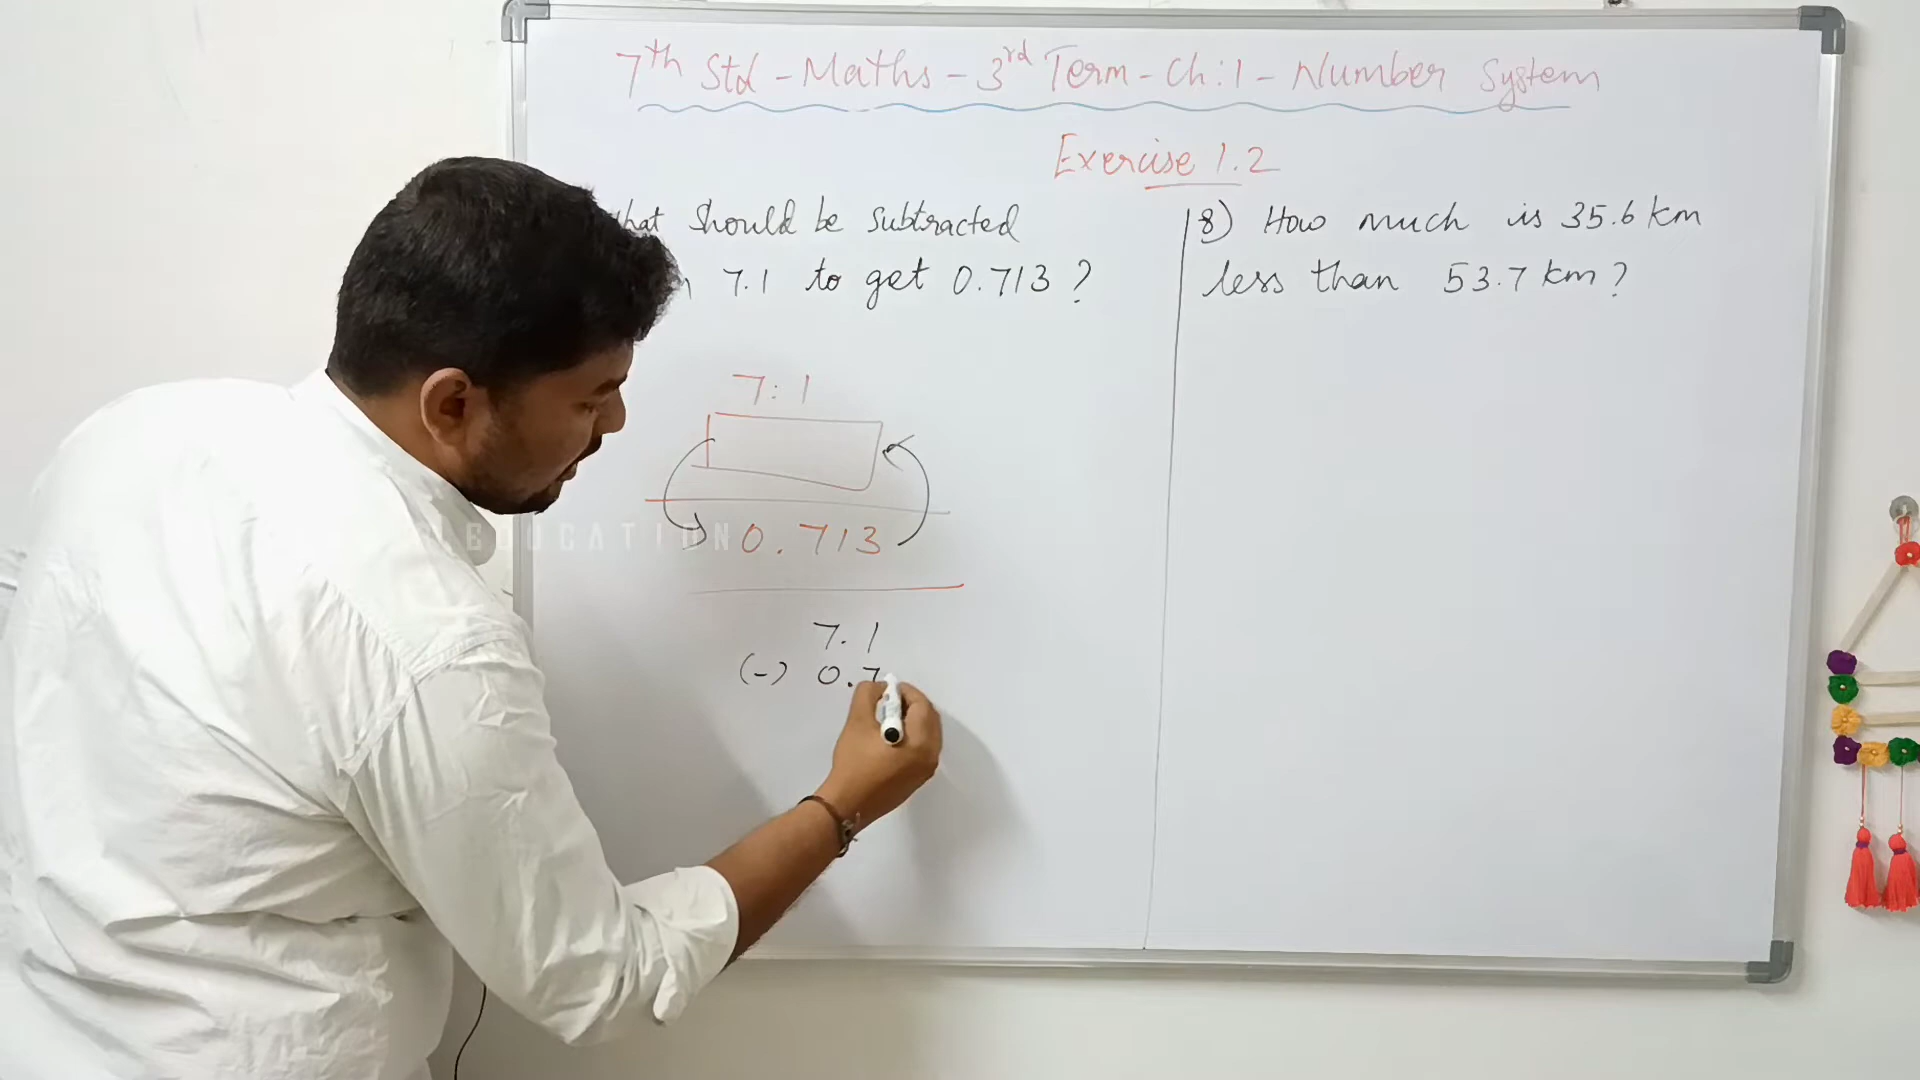 7th Std - Maths - 3rd Term - Ch:1 - Number System
Exercise 1.2
what should be subtracted
7.1 to get 0.713 ?
7.1
0.713
7.1
(-) 0.7
8) How much is 35.6 km
less than 53.7 km ?
EDUCATION